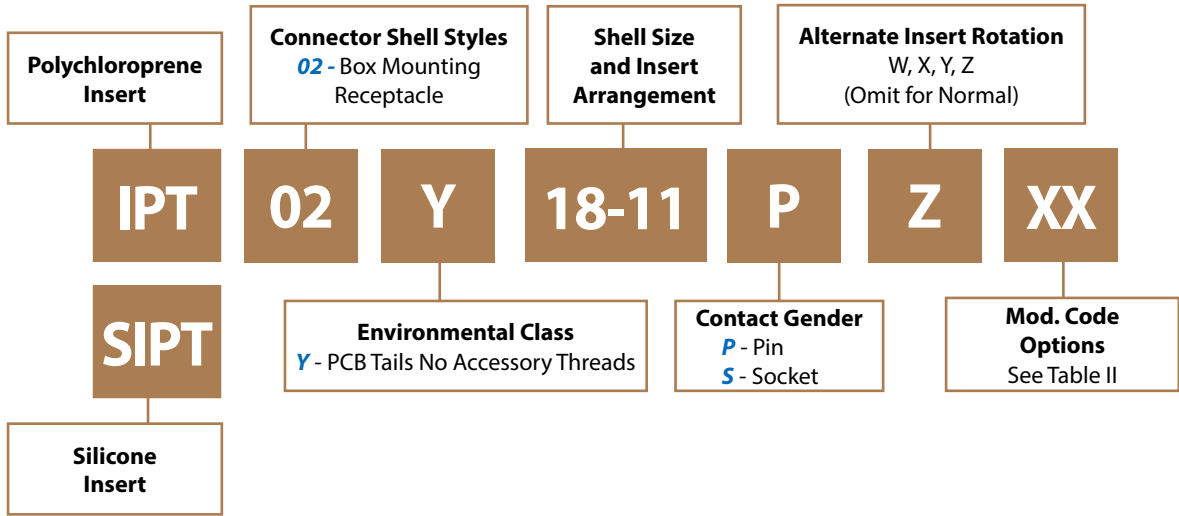 Polychloroprene
Insert
Connector Shell Styles
02 - Box Mounting
Receptacle
Shell Size
and Insert
Arrangement
Alternate Insert Rotation
W, X, Y, Z
(Omit for Normal)
IPT 02 Y 18-11 P Z XX
SIPT
Environmental Class
Y - PCB Tails No Accessory Threads
Contact Gender
P - Pin
S - Socket
Mod. Code
Options
See Table II
Silicone
Insert